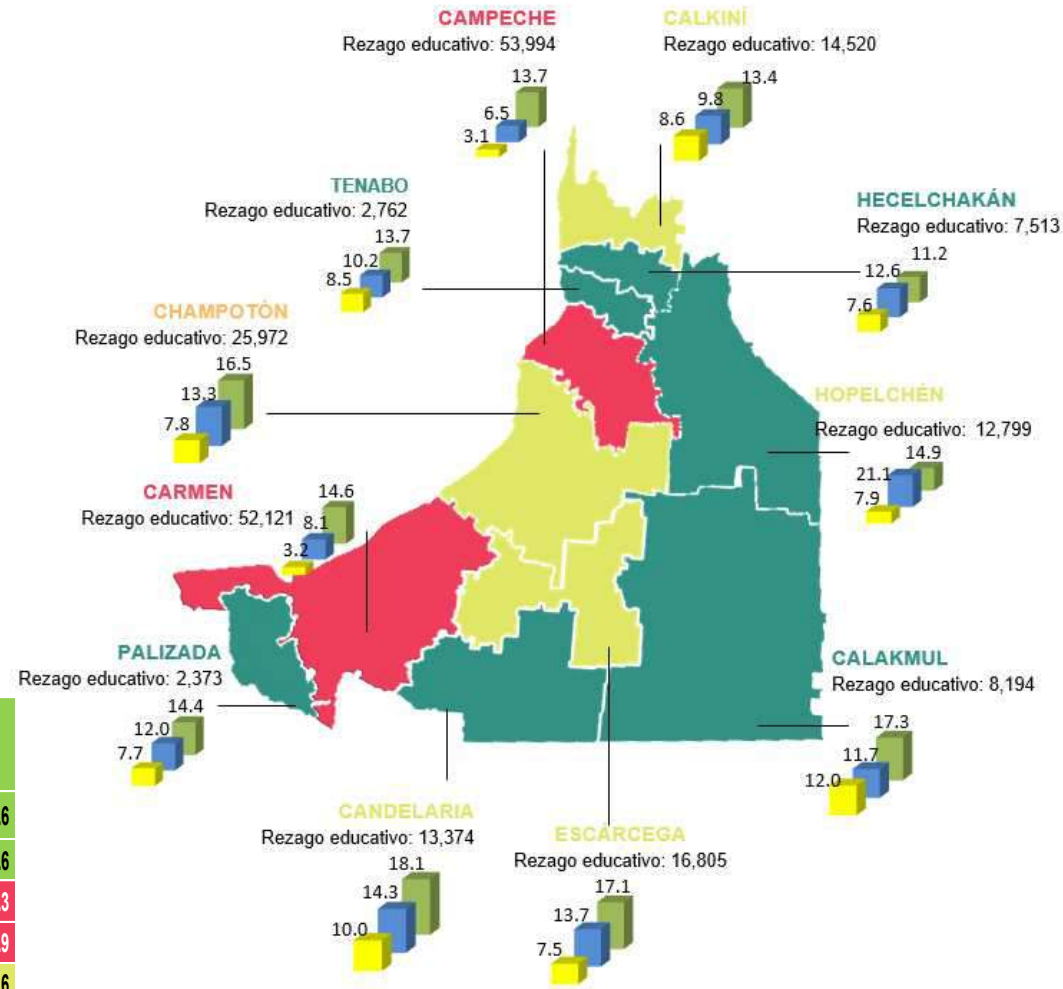 CAMPECHE
Rezago educativo: 53,994
13.7
6.5
3.1
CALKINÍ
Rezago educativo: 14,520
13.4
9.8
8.6
TENABO
Rezago educativo: 2,762
13.7
10.2
8.5
HECELCHAKÁN
Rezago educativo: 7,513
11.2
12.6
7.6
CHAMPOTÒN
Rezago educativo: 25,972
16.5
13.3
7.8
HOPELCHÉN
Rezago educativo: 12,799
14.9
21.1
7.9
CARMEN
Rezago educativo: 52,121
14.6
8.1
3.2
PALIZADA
Rezago educativo: 2,373
14.4
12.0
7.7
CALAKMUL
Rezago educativo: 8,194
17.3
11.7
12.0
CANDELARIA
Rezago educativo: 13,374
18.1
14.3
10.0
ESCÁRCEGA
Rezago educativo: 16,805
17.1
13.7
7.5